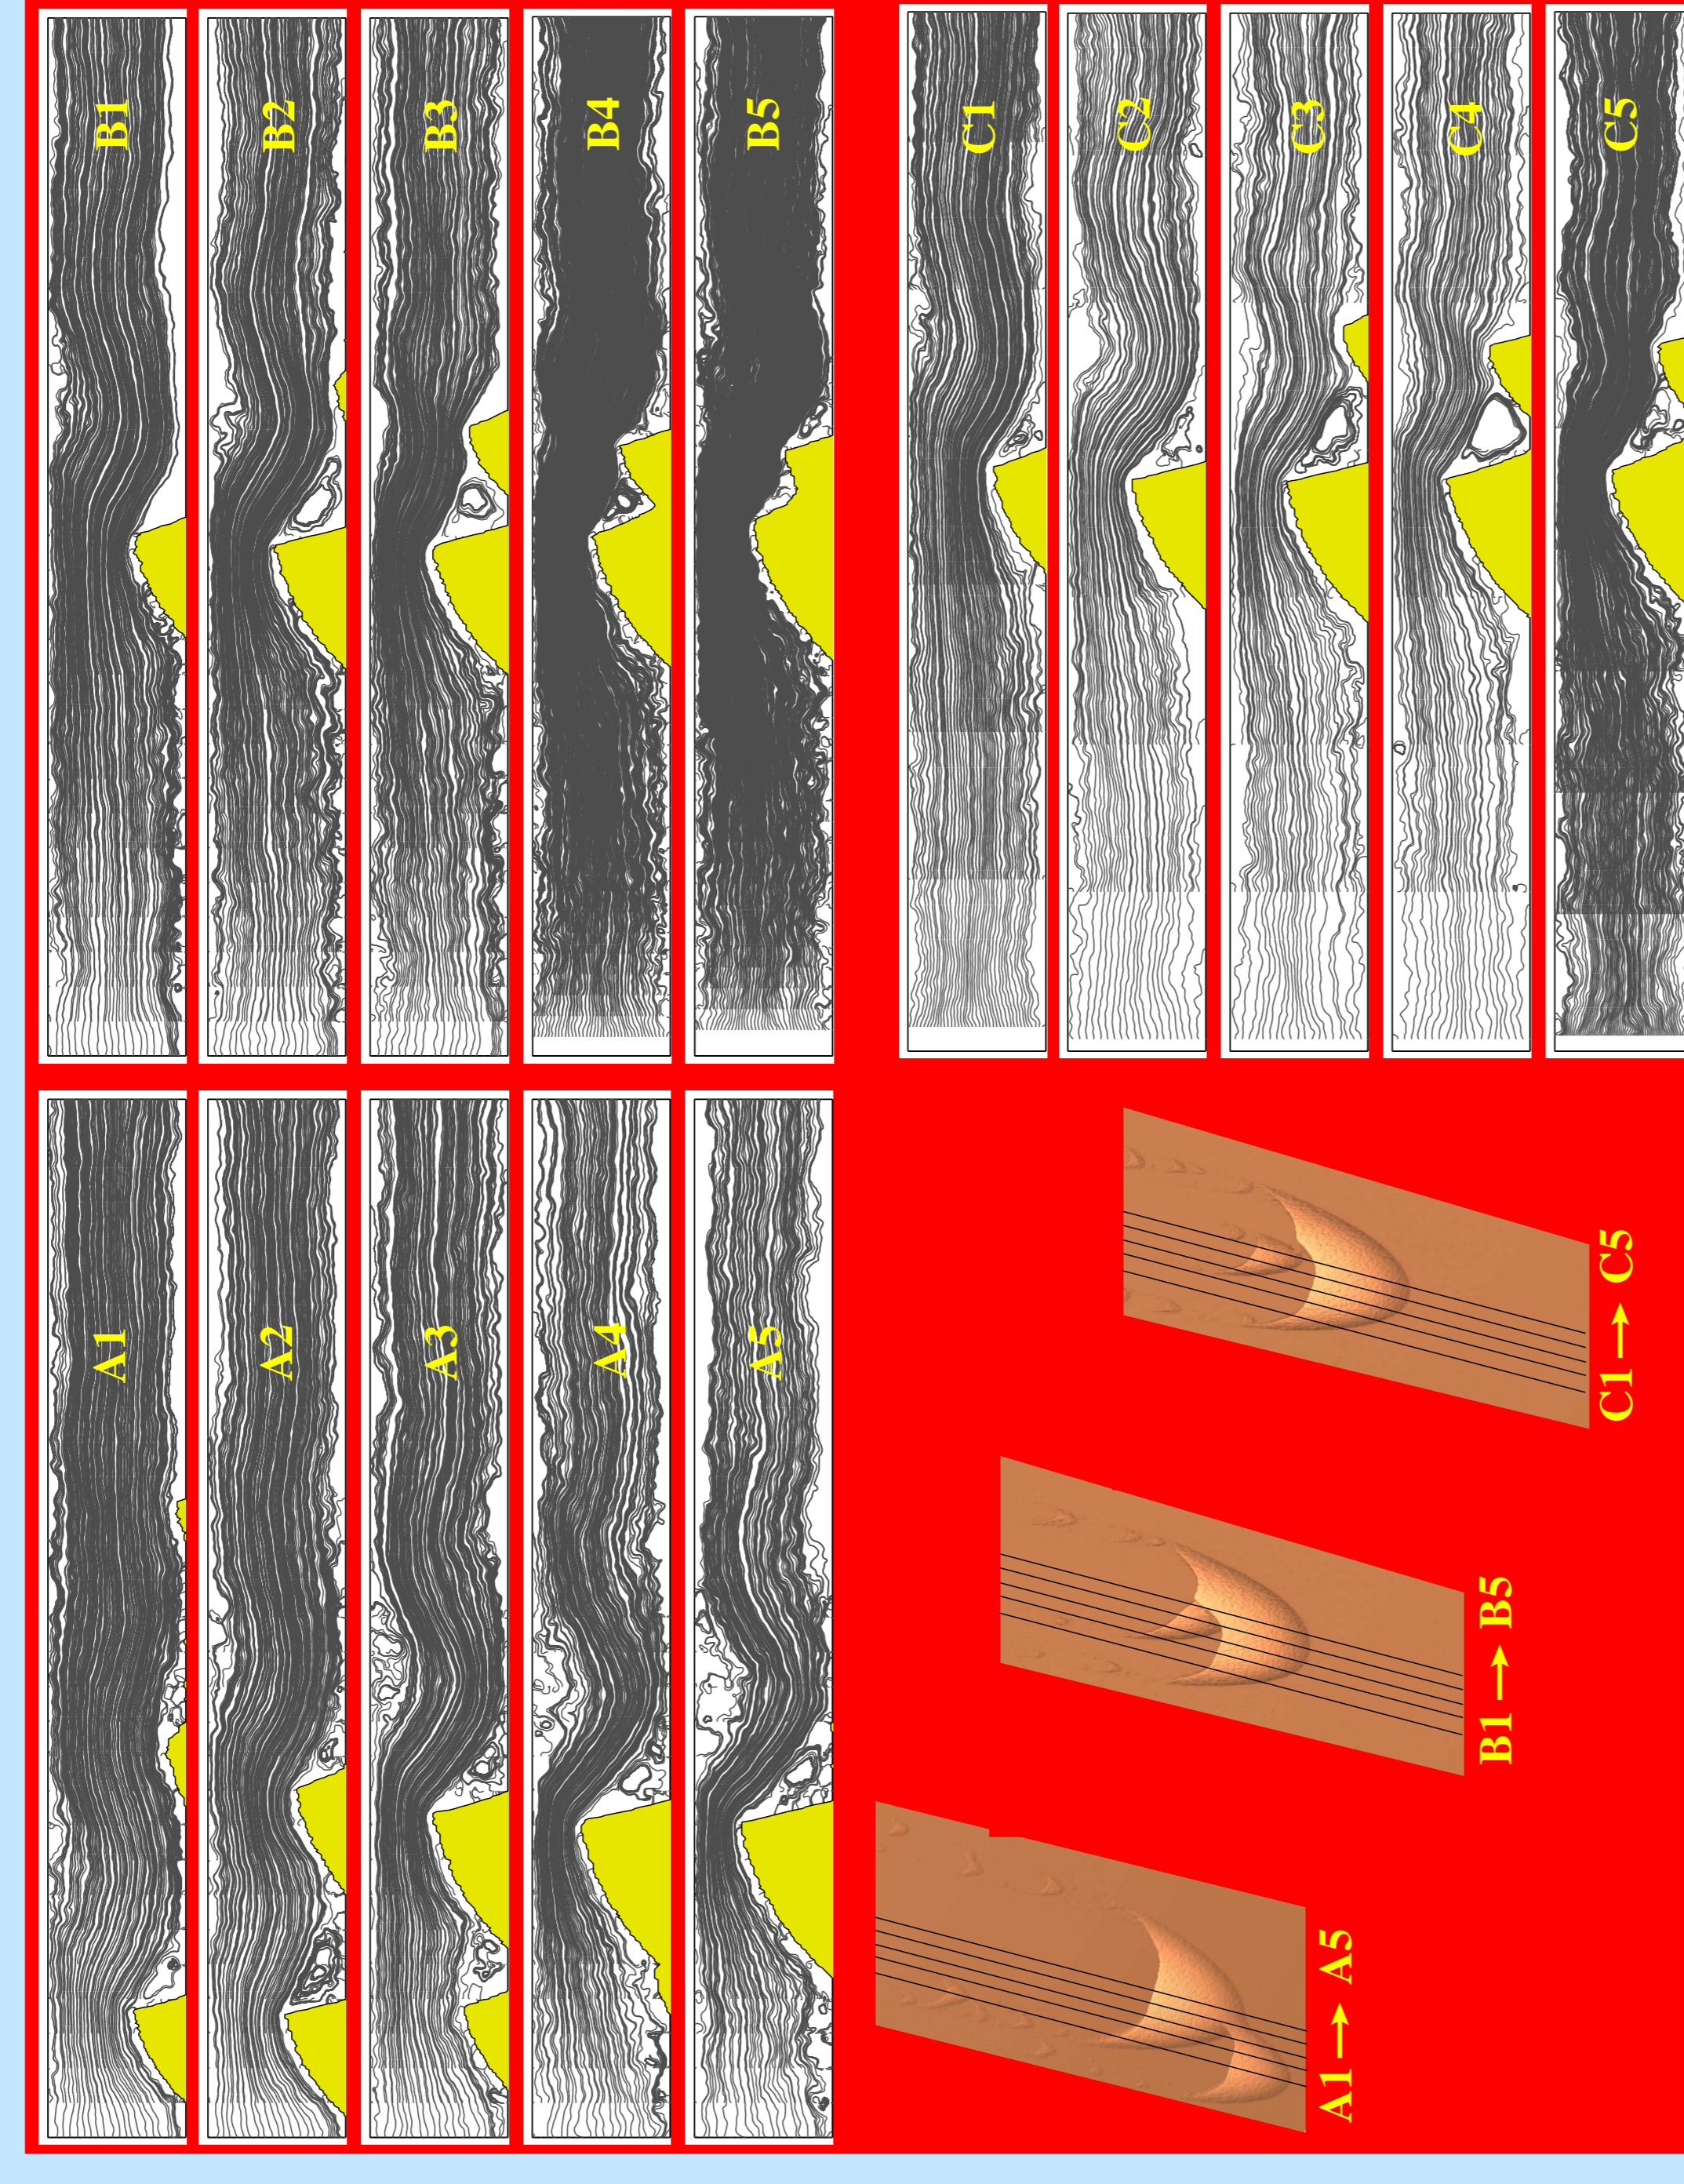 A1
A2
A3
A4
A5
B1
B2
B3
B4
B5
C1
C2
C3
C4
C5
A1 → A5
B1 → B5
C1 → C5